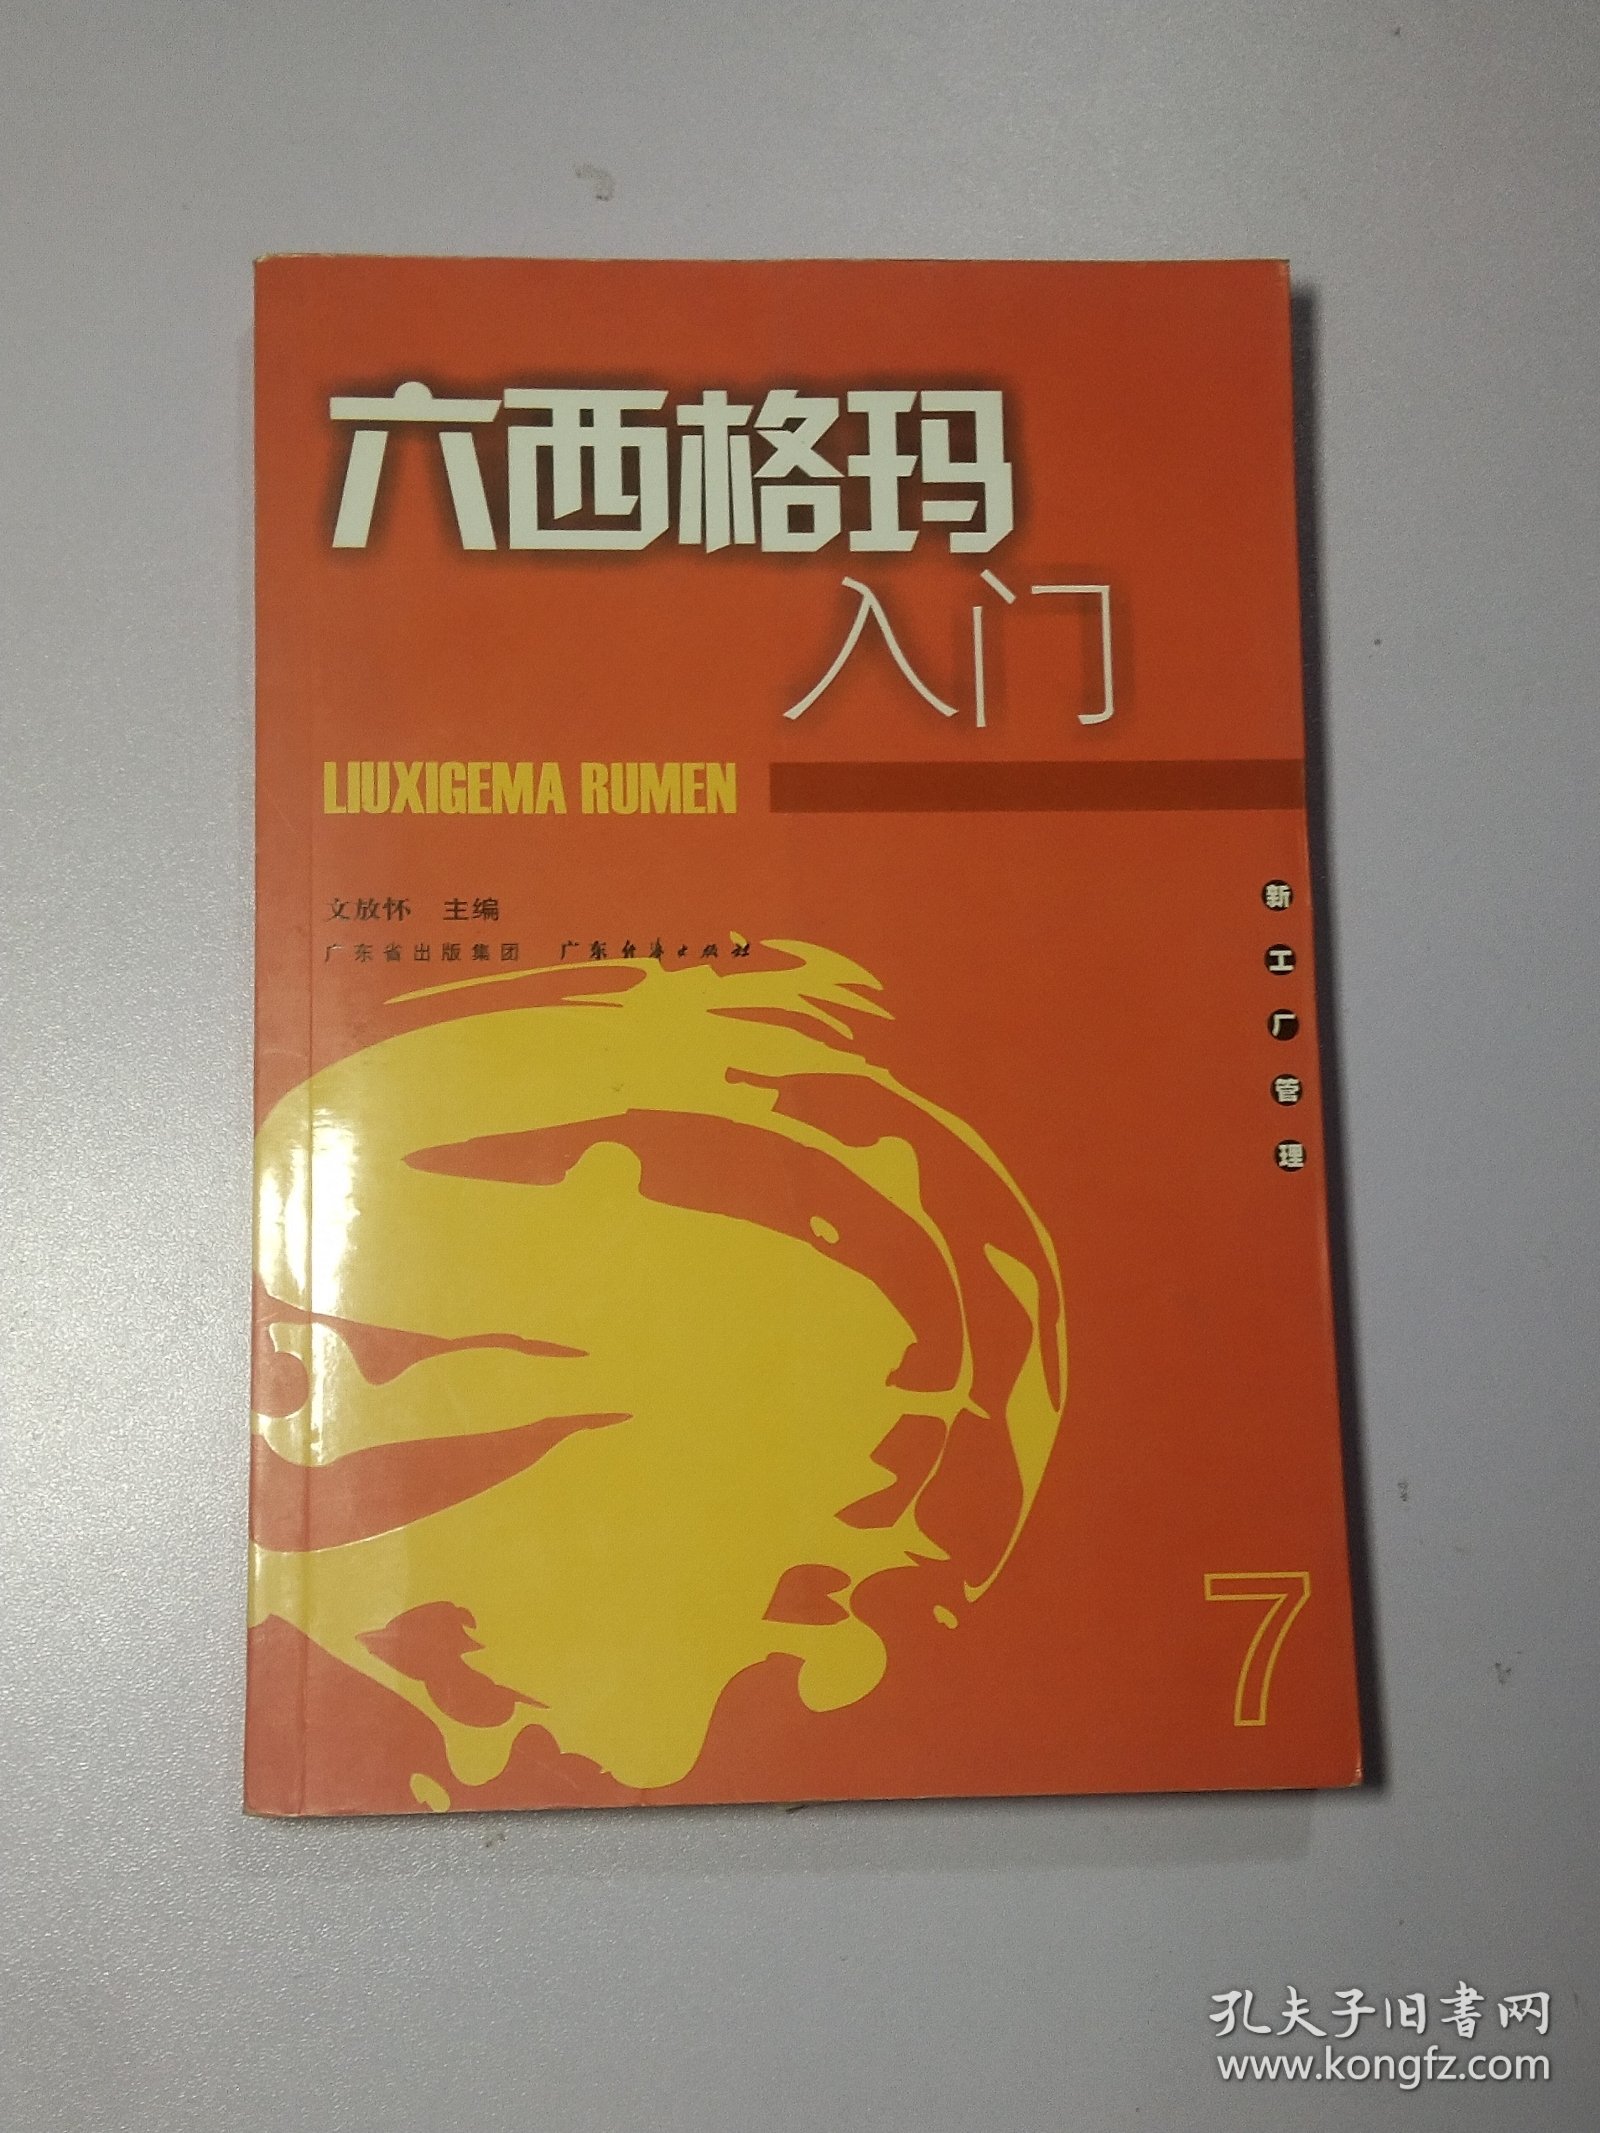 六西格玛
入门
LIUXIGEMA RUMEN
文放怀 主编
广东省出版集团 广东经济出版社
新工厂管理
7
孔夫子旧书网
www.kongfz.com